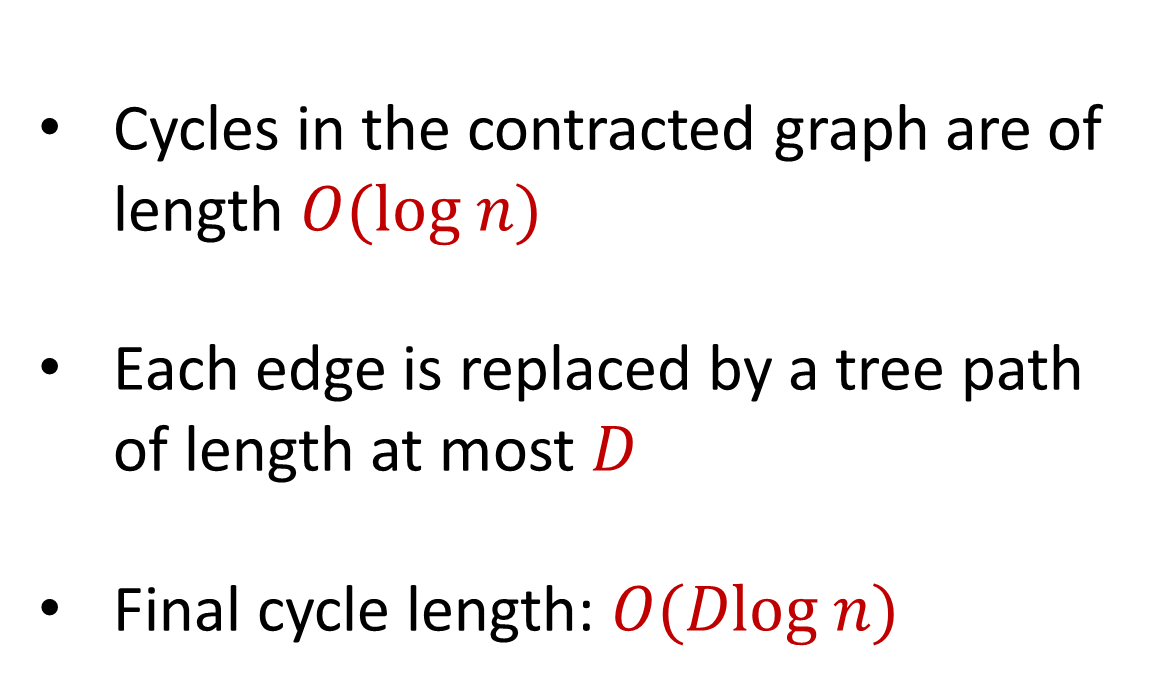 • Cycles in the contracted graph are of
length O(log n)
• Each edge is replaced by a tree path
of length at most D
• Final cycle length: O(Dlog n)